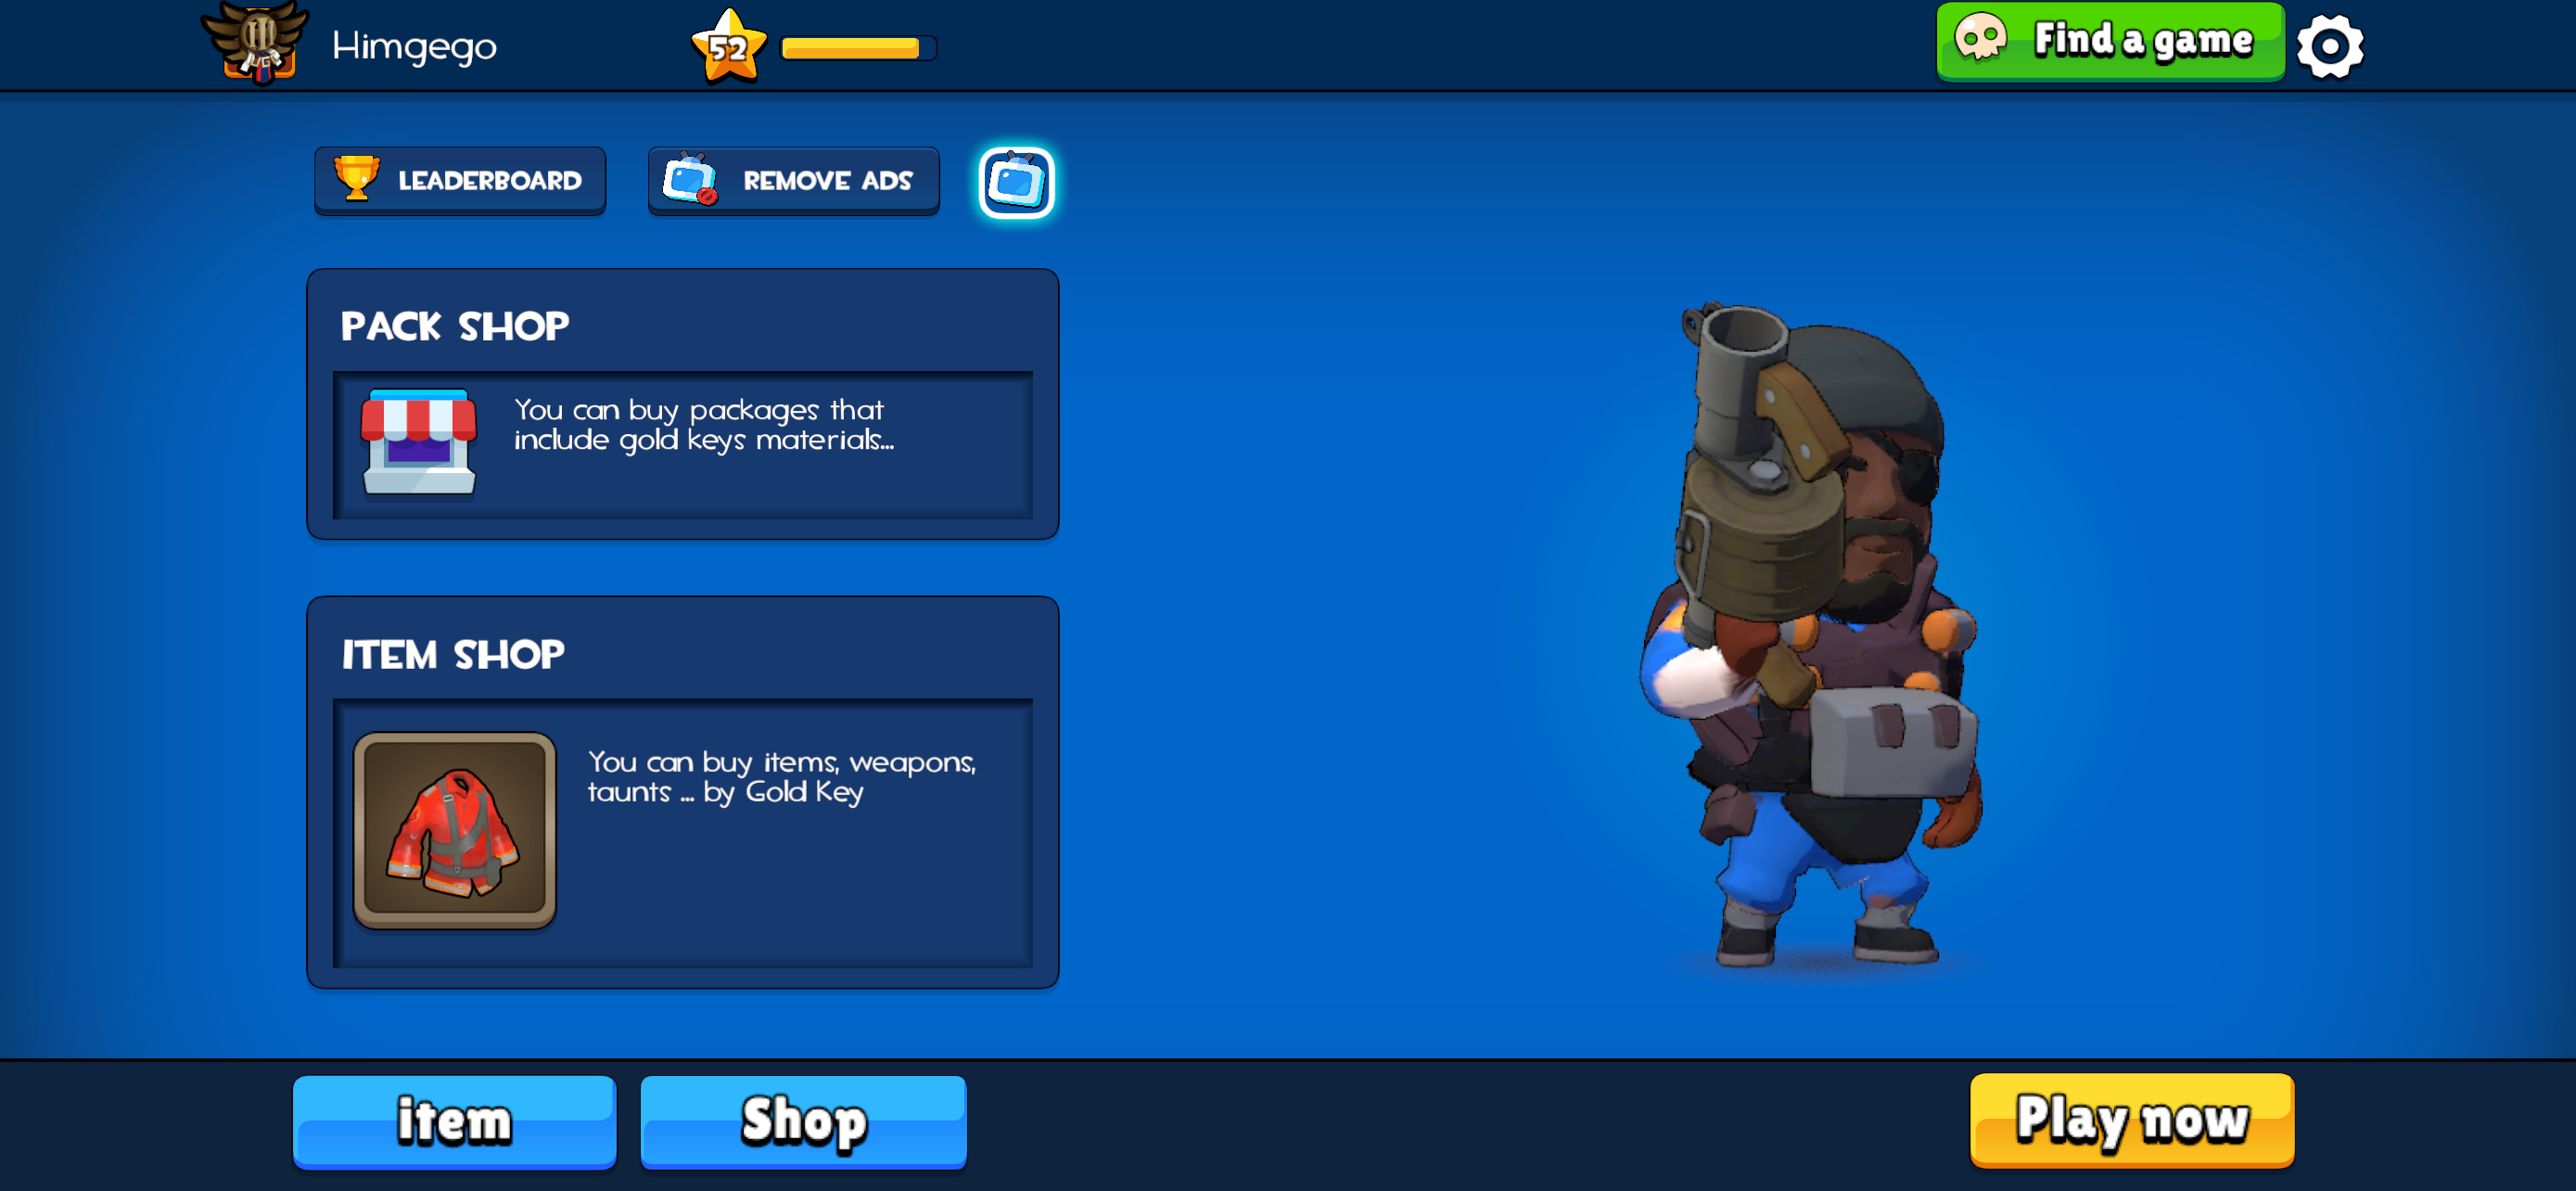 Himgego
52
Find a game
LEADERBOARD
REMOVE ADS
PACK SHOP
You can buy packages that
include gold keys materials...
ITEM SHOP
You can buy items, weapons,
taunts ... by Gold Key
item
Shop
Play now